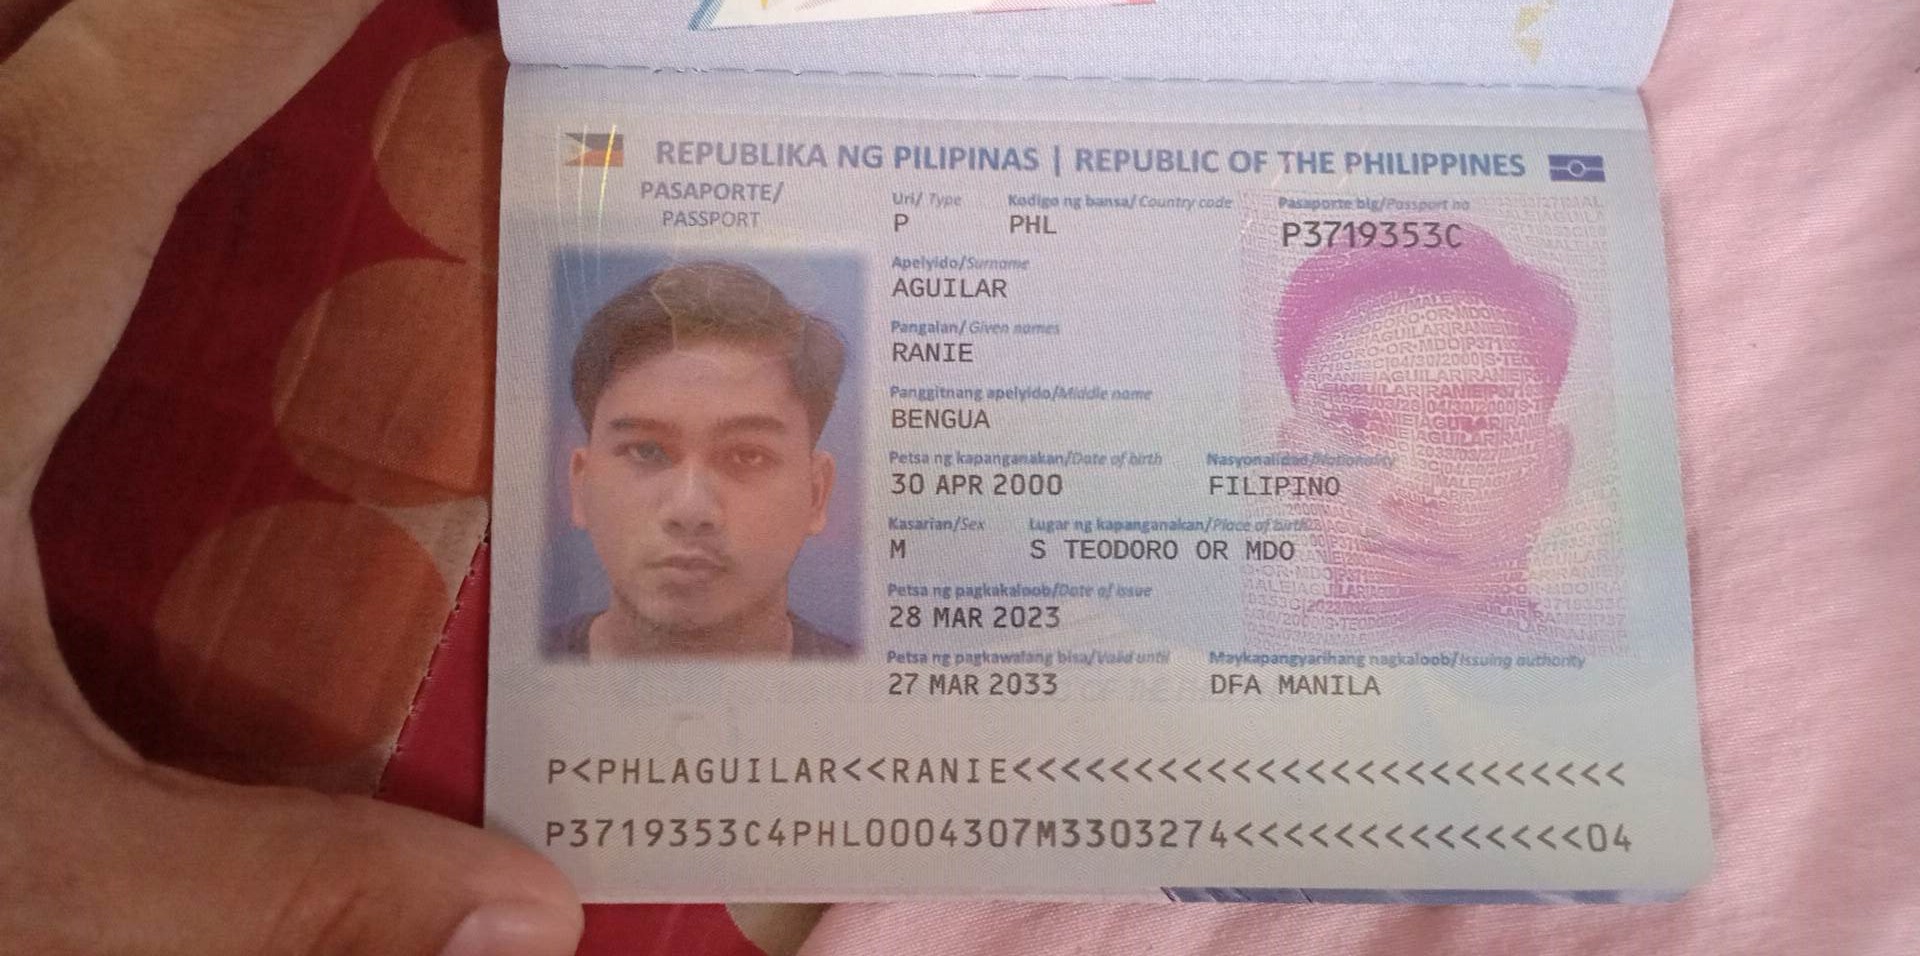 REPUBLIKA NG PILIPINAS | REPUBLIC OF THE PHILIPPINES
PASAPORTE/
PASSPORT
Uri/ Type
Kodigo ng bansa/ Country code
Pasaporte blg/Passport no
P
PHL
P3719353C
Apelyido/Surname
AGUILAR
Pangalan/ Given names
RANIE
Panggitnang apelyido/Middle name
BENGUA
Petsa ng kapanganakan/Date of birth
Nasyonalidad/Nationality
30 APR 2000
FILIPINO
Kasarian/Sex
Lugar ng kapanganakan/Place of birth
M
S TEODORO OR MDO
Petsa ng pagkakaloob/Date of issue
28 MAR 2023
Petsa ng pagkawalang bisa/Valid until
Maykapangyarihang nagkaloob/Issuing authority
27 MAR 2033
DFA MANILA
P<PHLAGUILAR<<RANIE<<<<<<<<<<<<<<<<<<<<<<<<<
P3719353C4PHL0004307M3303274<<<<<<<<<<<<<<04